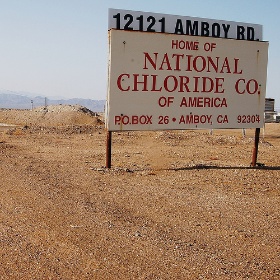 12121 AMBOY RD.
HOME OF
NATIONAL
CHLORIDE CO.
OF AMERICA
P.O. BOX 26 • AMBOY, CA 92304